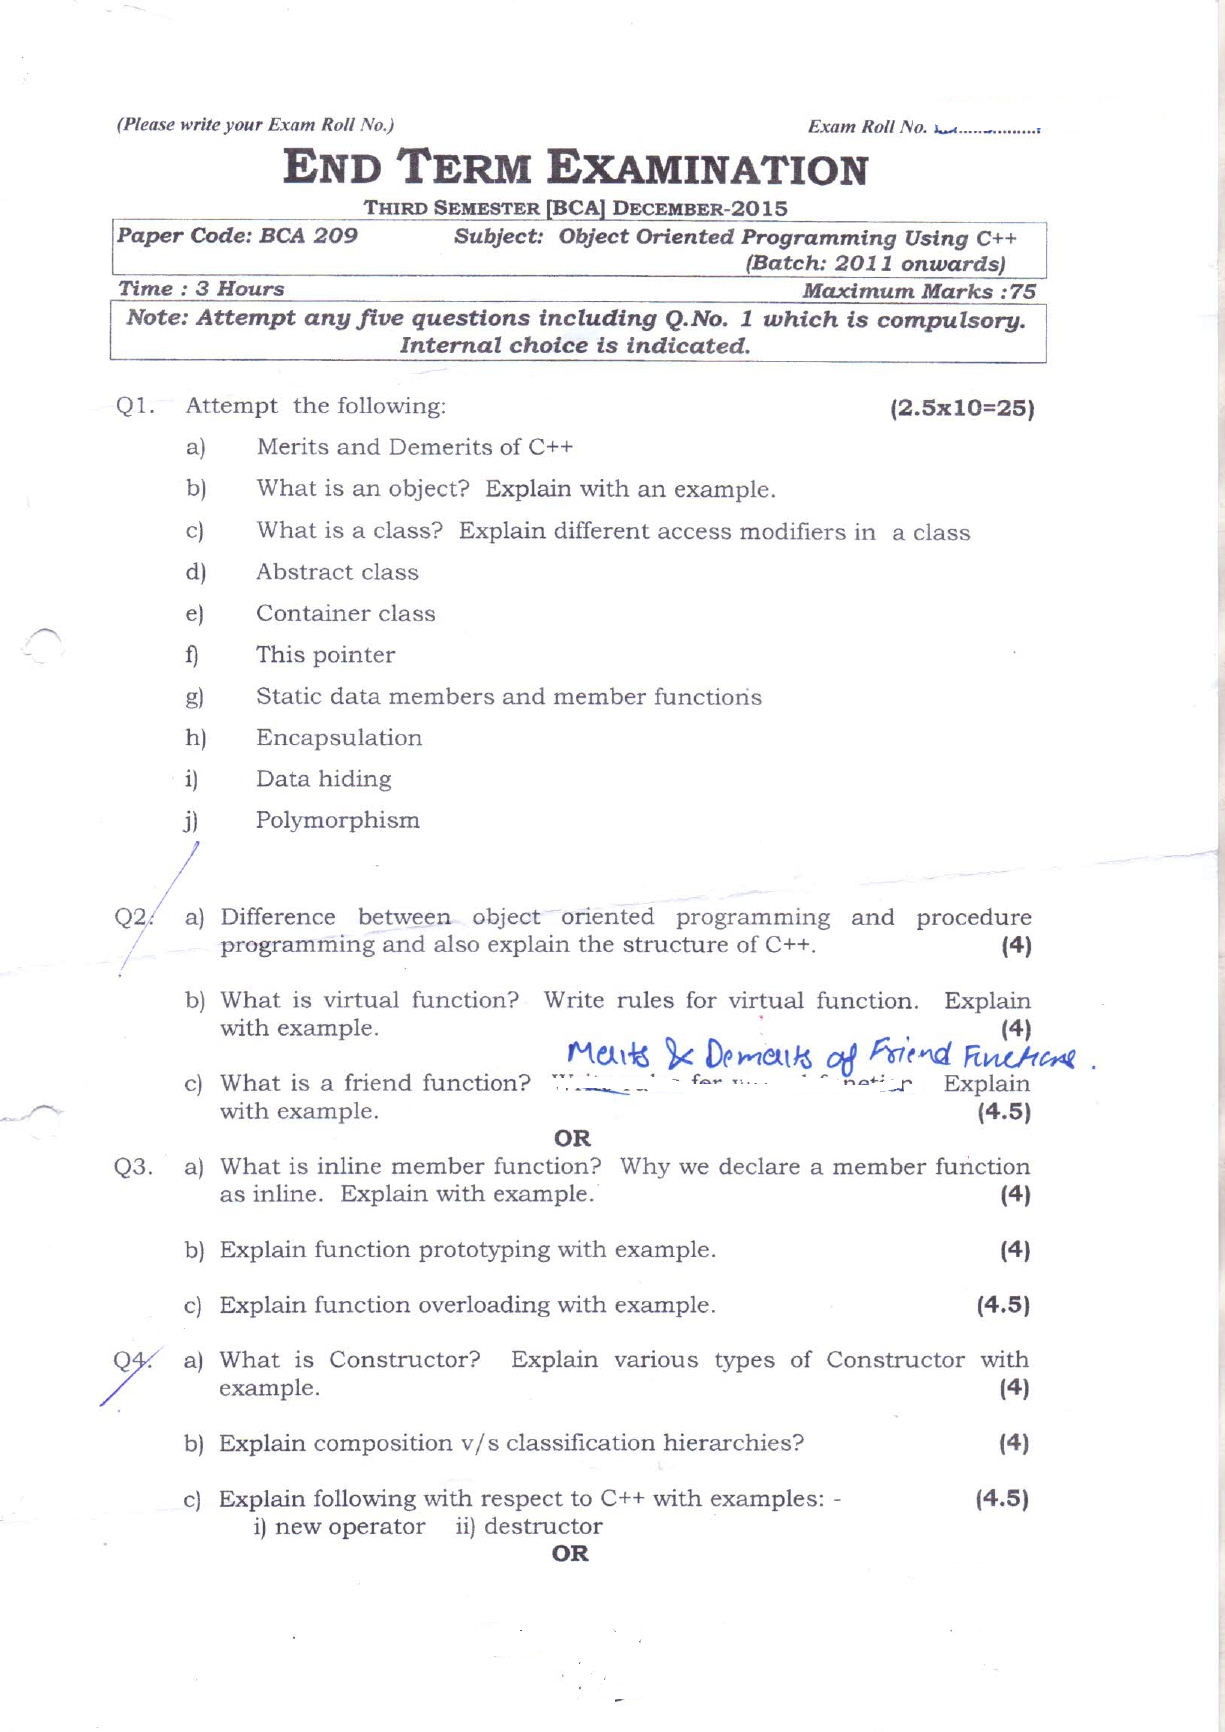 (Please write your Exam Roll No.) Exam Roll No. ....................
END TERM EXAMINATION
THIRD SEMESTER [BCA] DECEMBER-2015
Paper Code: BCA 209 Subject: Object Oriented Programming Using C++
(Batch: 2011 onwards)
Time : 3 Hours Maximum Marks :75
Note: Attempt any five questions including Q.No. 1 which is compulsory.
Internal choice is indicated.
Q1. Attempt the following: (2.5x10=25)
a) Merits and Demerits of C++
b) What is an object? Explain with an example.
c) What is a class? Explain different access modifiers in a class
d) Abstract class
e) Container class
f) This pointer
g) Static data members and member functions
h) Encapsulation
i) Data hiding
j) Polymorphism
Q2. a) Difference between object oriented programming and procedure
programming and also explain the structure of C++. (4)
b) What is virtual function? Write rules for virtual function. Explain
with example. (4)
Merits & Demerits of Friend Functions.
c) What is a friend function? for Explain
with example. (4.5)
OR
Q3. a) What is inline member function? Why we declare a member function
as inline. Explain with example. (4)
b) Explain function prototyping with example. (4)
c) Explain function overloading with example. (4.5)
Q4. a) What is Constructor? Explain various types of Constructor with
example. (4)
b) Explain composition v/s classification hierarchies? (4)
c) Explain following with respect to C++ with examples: - (4.5)
i) new operator ii) destructor
OR